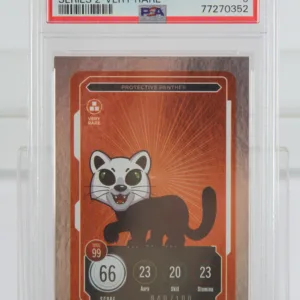 SERIES 2 VERY RARE
PSA
77270352
PROTECTIVE PANTHER
VERY RARE
99
66
23
20
23
Aura
Skill
Stamina
SCORE